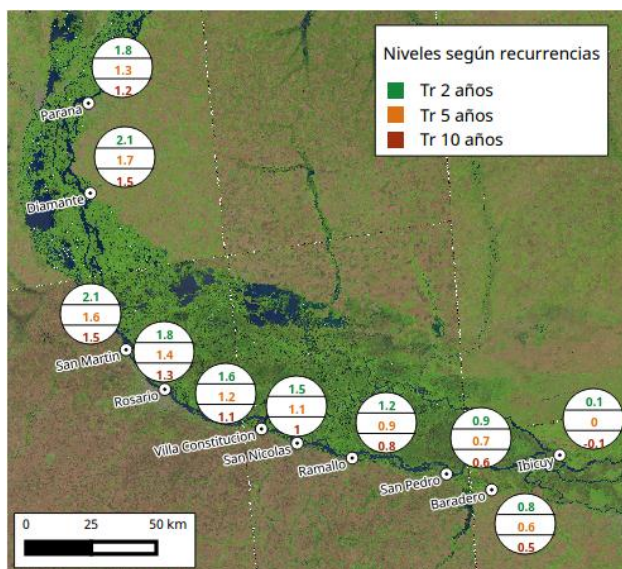 Niveles según recurrencias
Tr 2 años
Tr 5 años
Tr 10 años
1.8
1.3
1.2
Paraná
2.1
1.7
1.5
Diamante
2.1
1.6
1.5
San Martin
1.8
1.4
1.3
Rosario
1.6
1.2
1.1
Villa Constitucion
1.5
1.1
1
San Nicolas
1.2
0.9
0.8
Ramallo
0.9
0.7
0.6
San Pedro
0.8
0.6
0.5
Baradero
0.1
0
-0.1
Ibicuy
0 25 50 km